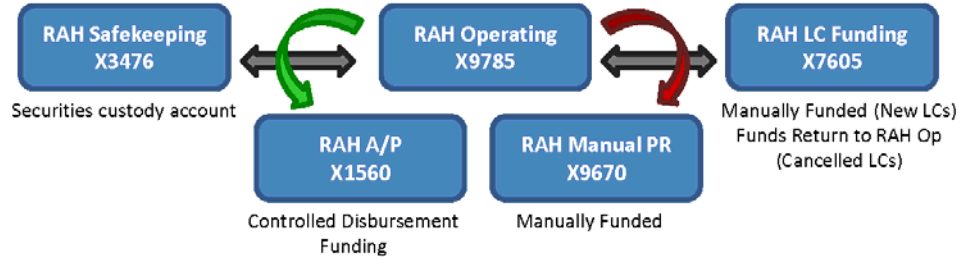 RAH Safekeeping
X3476
RAH Operating
X9785
RAH LC Funding
X7605
Securities custody account
Manually Funded (New LCs)
Funds Return to RAH Op
(Cancelled LCs)
RAH A/P
X1560
RAH Manual PR
X9670
Controlled Disbursement
Funding
Manually Funded